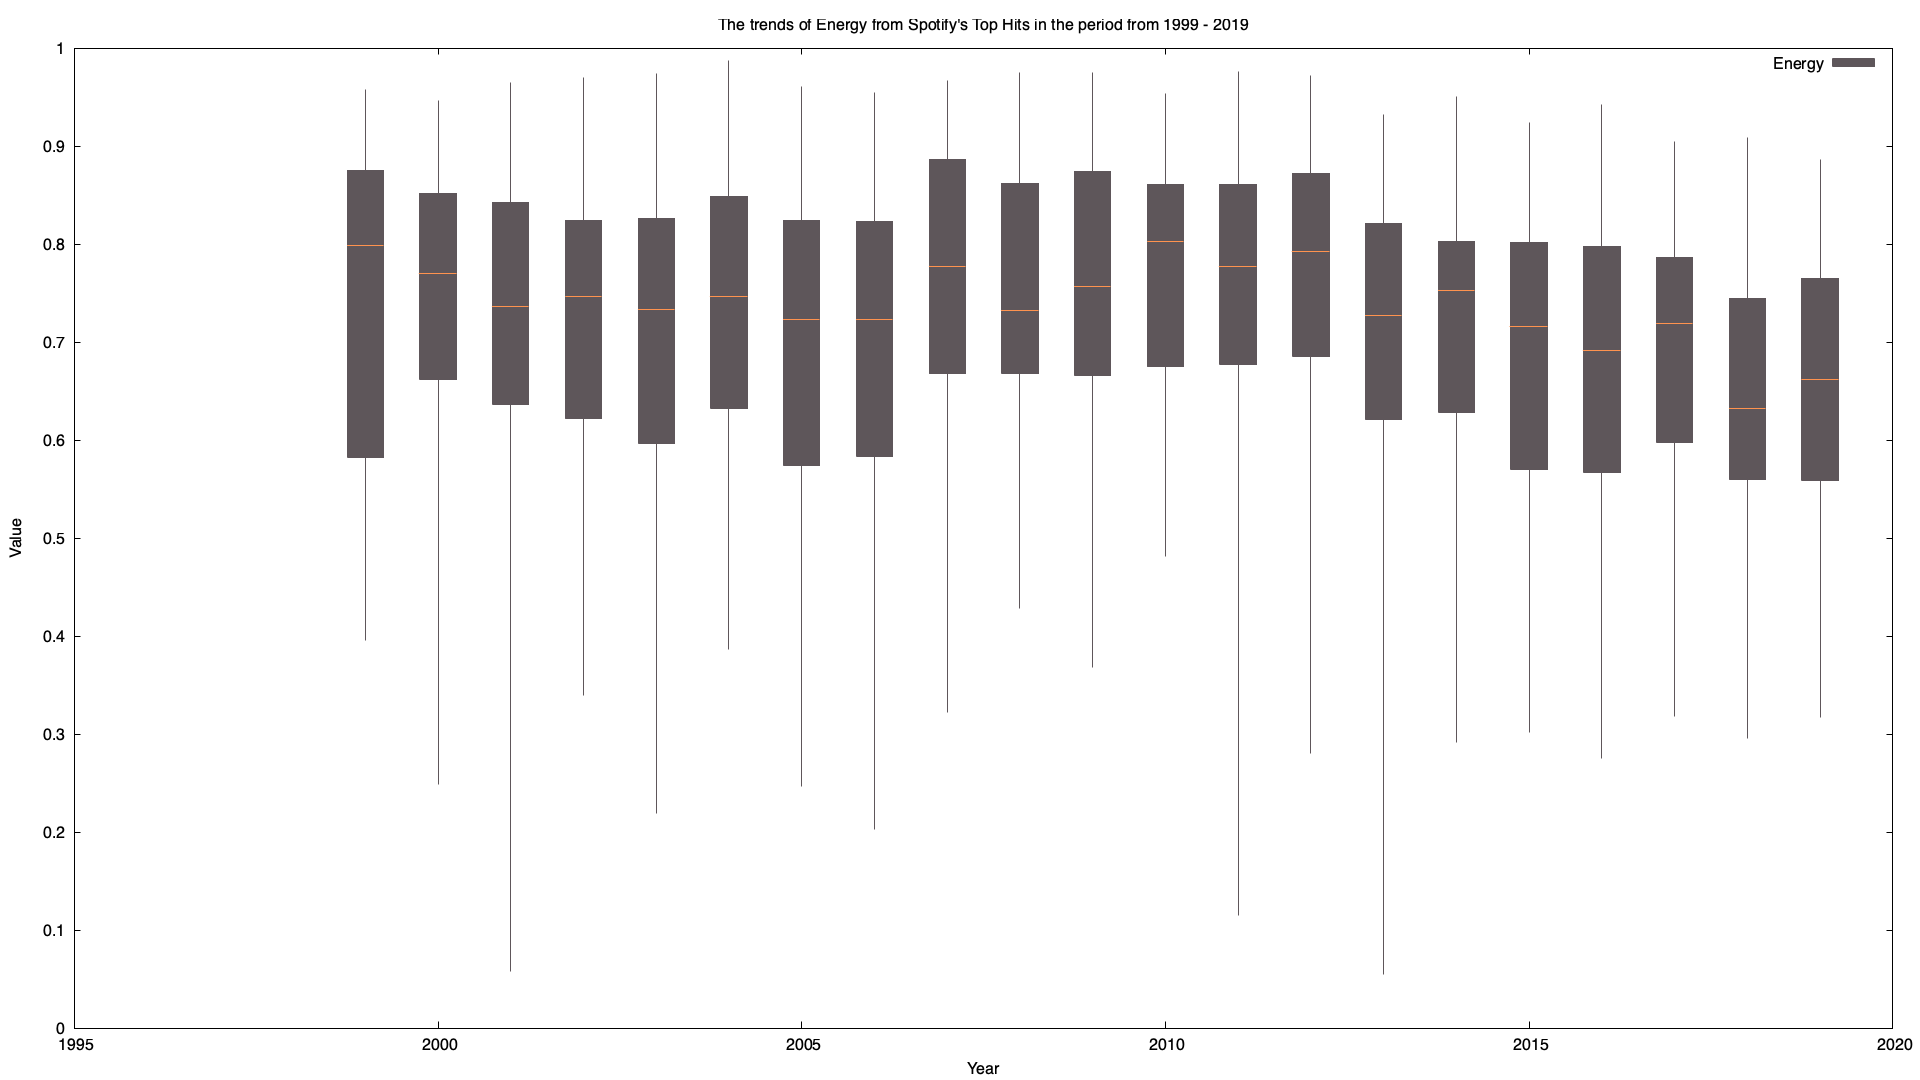 The trends of Energy from Spotify's Top Hits in the period from 1999 - 2019
Energy
1
0.9
0.8
0.7
0.6
0.5
0.4
0.3
0.2
0.1
0
Value
1995 2000 2005 2010 2015 2020
Year